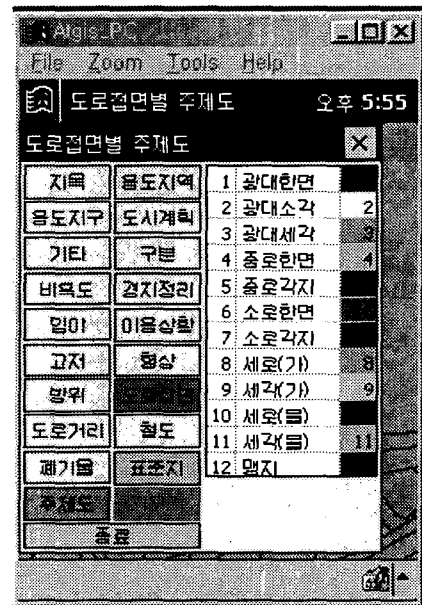 Algis_PC
File Zoom Tools Help
도로접면별 주제도 오후 5:55
도로접면별 주제도
지목 용도지역
용도지구 도시계획
기타 구분
비옥도 경지정리
임야 이용상황
고저 형상
방위 도로접면
도로거리 철도
폐기물 표준지
주제도
종료
1 광대한면
2 광대소각 2
3 광대세각 3
4 중로한면 4
5 중로각지
6 소로한면
7 소로각지
8 세로(가) 8
9 세각(가) 9
10 세로(불)
11 세각(불) 11
12 맹지